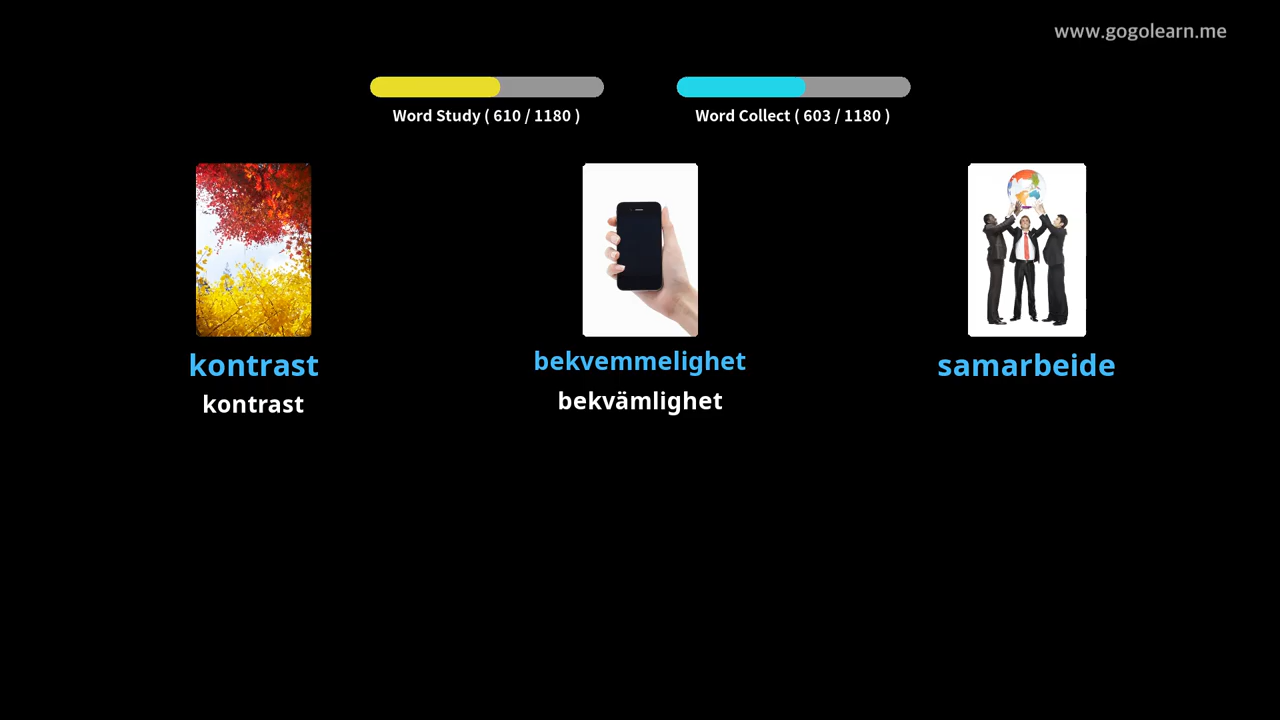 www.gogolearn.me
Word Study ( 610 / 1180 )
Word Collect ( 603 / 1180 )
kontrast
kontrast
bekvemmelighet
bekvämlighet
samarbeide